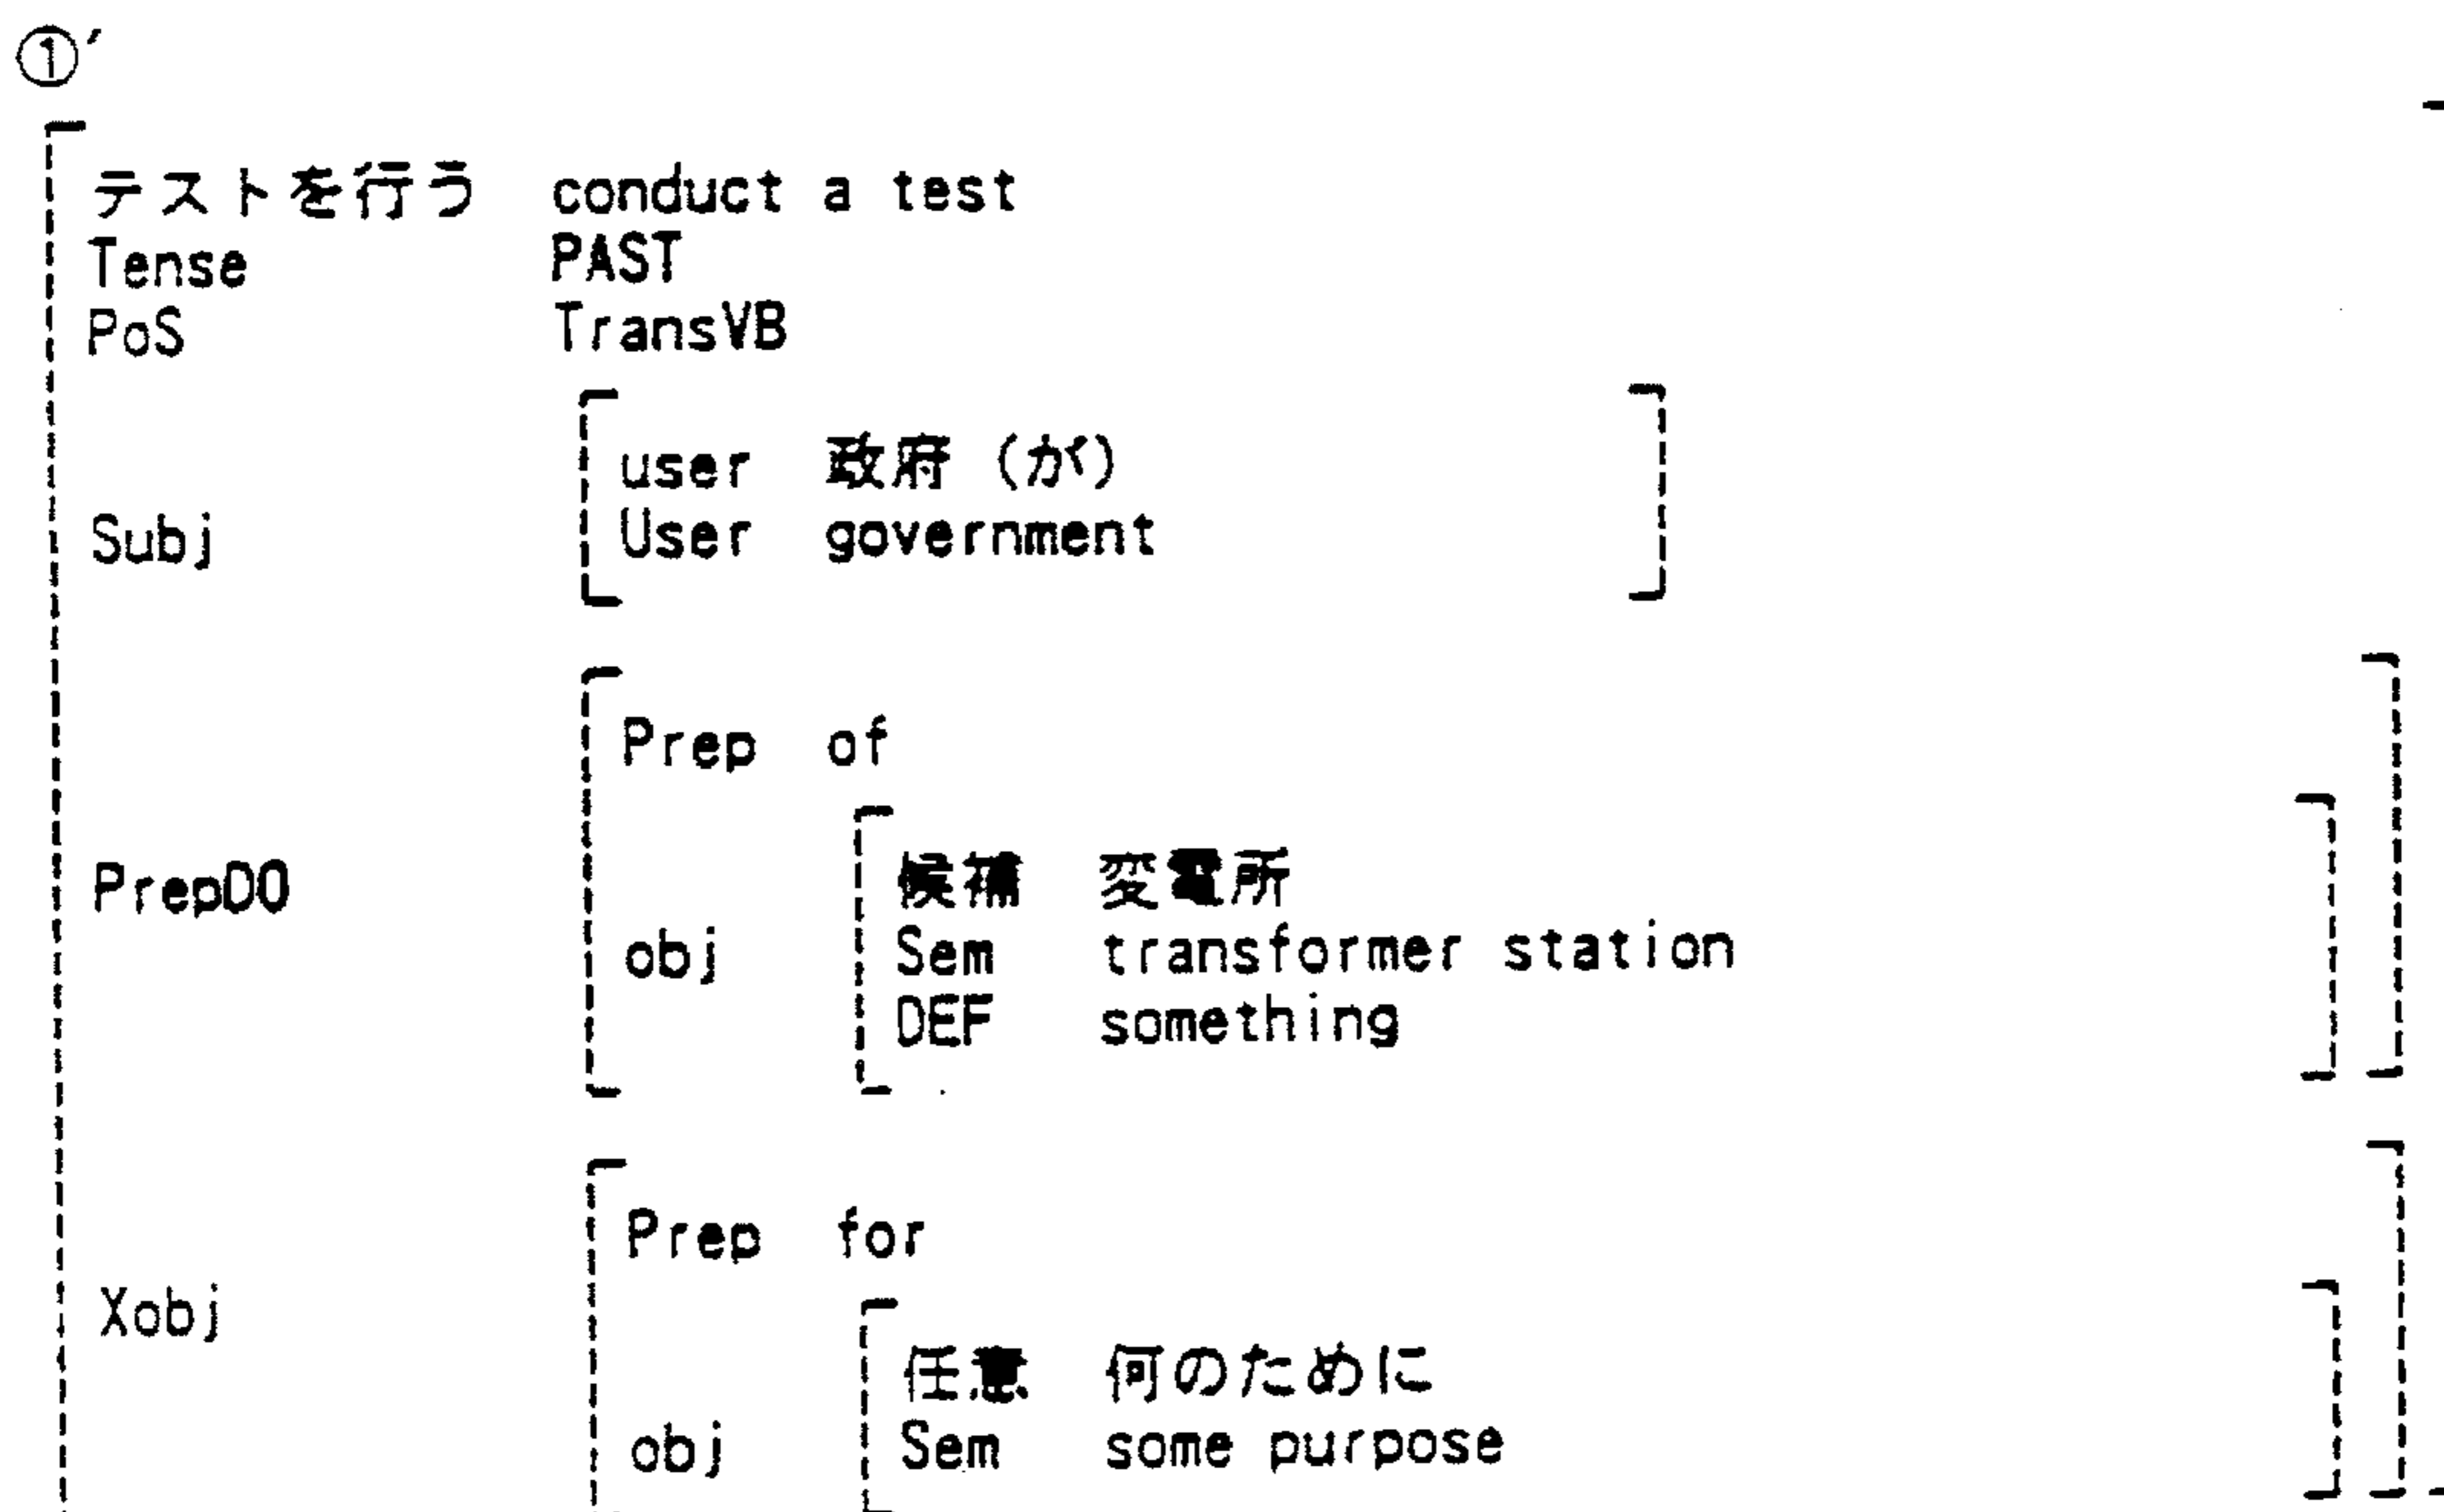 ①′
テストを行う conduct a test
Tense PAST
PoS TransVB
user 政府 (が)
Subj User government
Prep of
PrepDO 候補 変電所
obj Sem transformer station
DEF something
Prep for
Xobj
任意 何のために
obj Sem some purpose